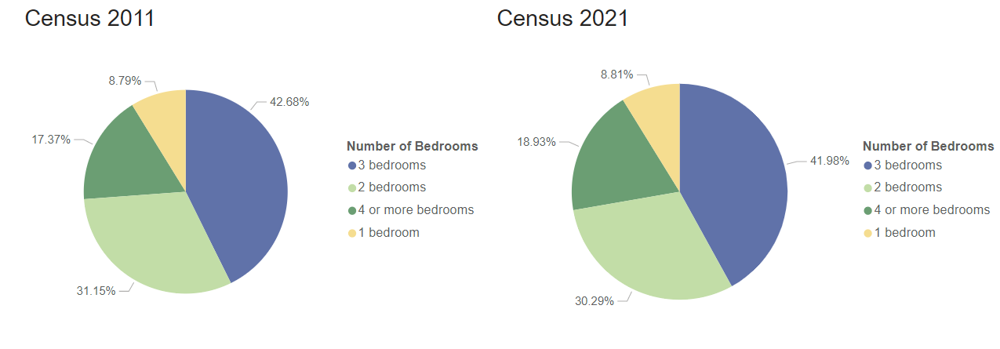 Census 2011
8.79%
42.68%
17.37%
31.15%
Number of Bedrooms
3 bedrooms
2 bedrooms
4 or more bedrooms
1 bedroom
Census 2021
8.81%
18.93%
41.98%
30.29%
Number of Bedrooms
3 bedrooms
2 bedrooms
4 or more bedrooms
1 bedroom